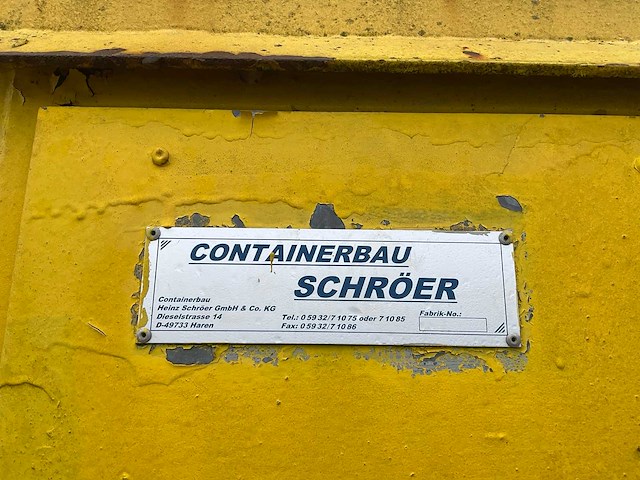 CONTAINERBAU
SCHRÖER
Containerbau
Heinz Schröer GmbH & Co. KG
Dieselstrasse 14
D-49733 Haren
Tel.: 0 59 32/7 10 75 oder 7 10 85
Fax: 0 59 32/7 10 86
Fabrik-No.: